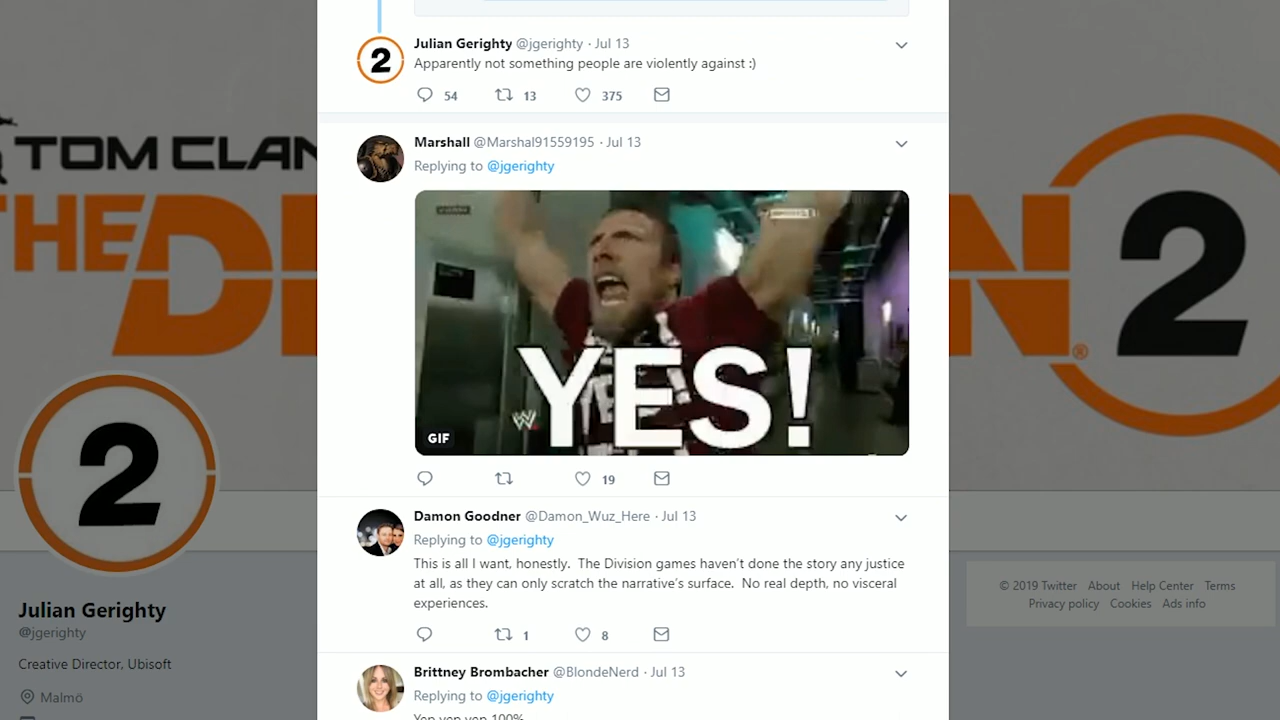 Julian Gerighty @jgerighty · Jul 13
Apparently not something people are violently against :)
54 13 375
Marshall @Marshal91559195 · Jul 13
Replying to @jgerighty
YES!
W
GIF
19
Damon Goodner @Damon_Wuz_Here · Jul 13
Replying to @jgerighty
This is all I want, honestly.  The Division games haven't done the story any justice
at all, as they can only scratch the narrative's surface.  No real depth, no visceral
experiences.
1 8
Brittney Brombacher @BlondeNerd · Jul 13
Replying to @jgerighty
Yep yep yep 100%
TOM CLAN
THE DI
N 2
®
2
2
Julian Gerighty
@jgerighty
Creative Director, Ubisoft
Malmö
© 2019 Twitter About Help Center Terms
Privacy policy Cookies Ads info